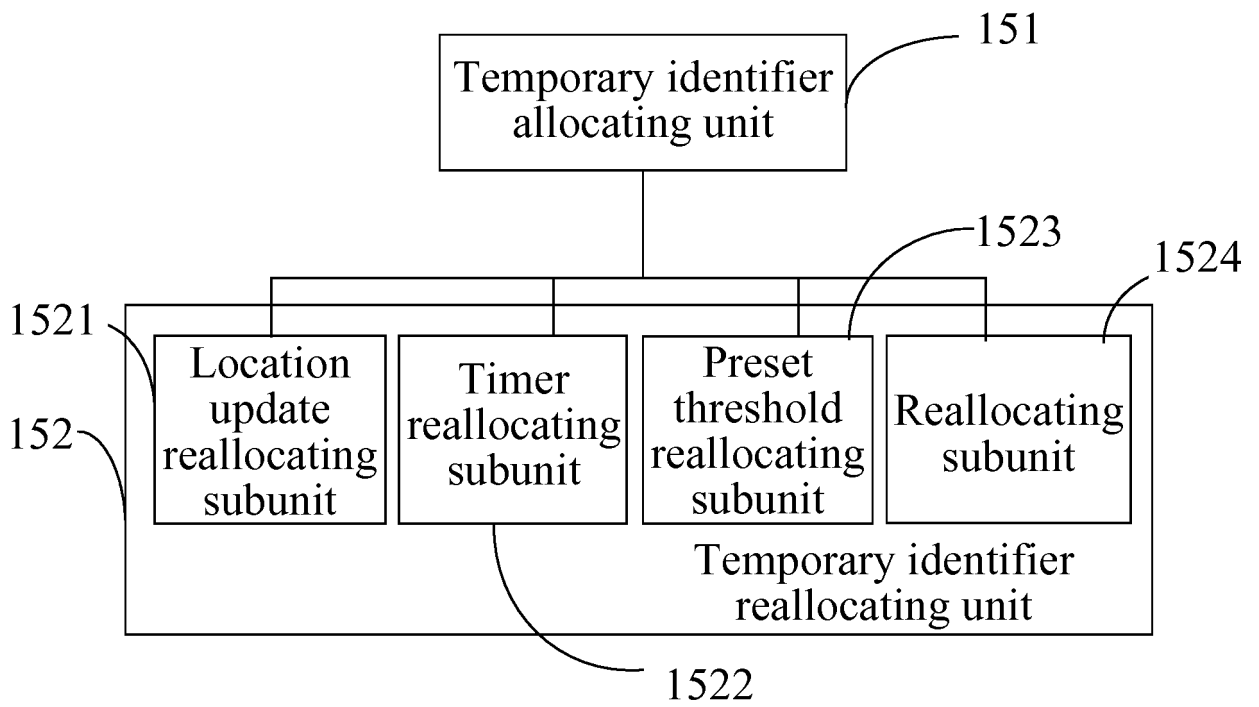 151
Temporary identifier
allocating unit
1523
1524
1521
Location
update
reallocating
subunit
Timer
reallocating
subunit
Preset
threshold
reallocating
subunit
Reallocating
subunit
152
Temporary identifier
reallocating unit
1522